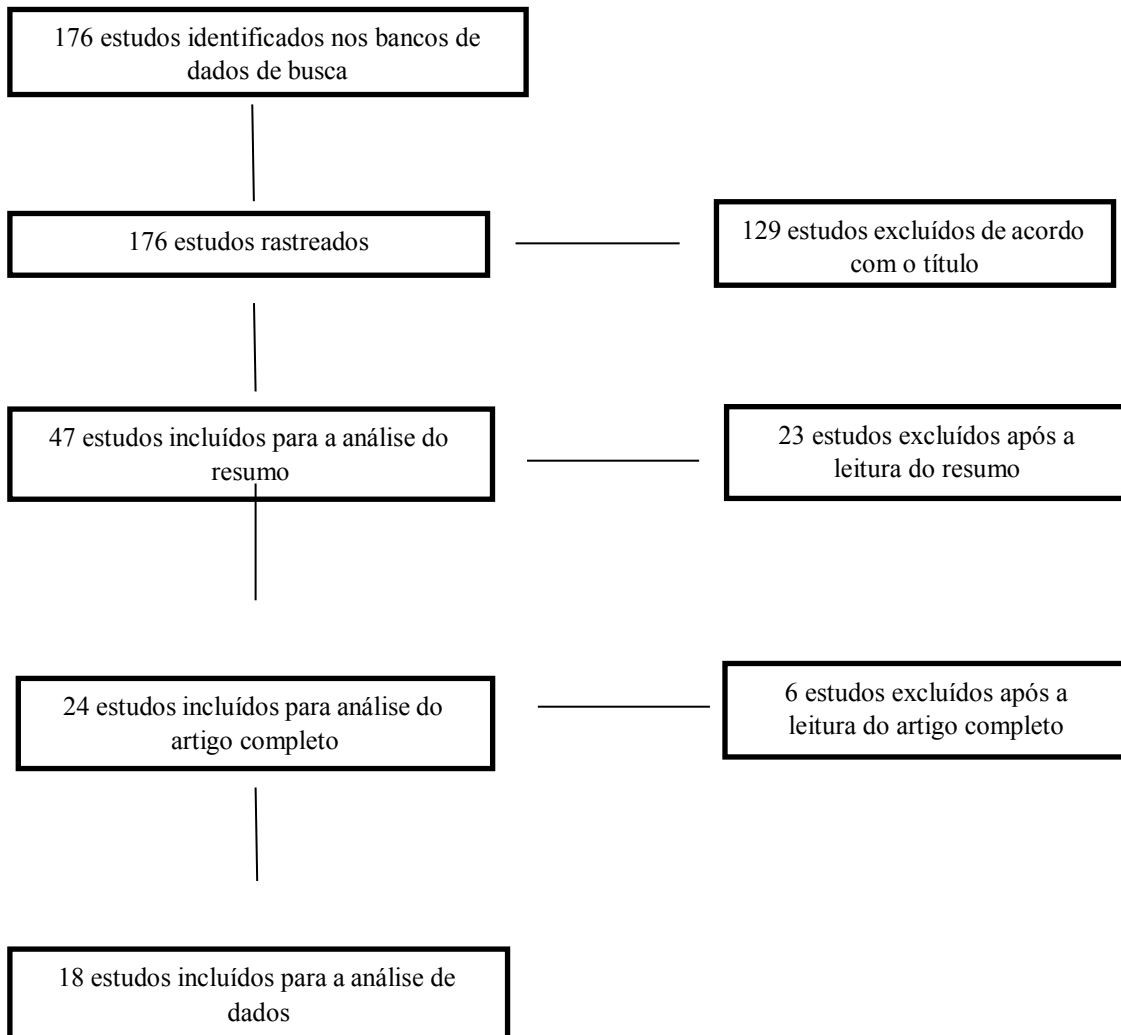 176 estudos identificados nos bancos de
dados de busca
176 estudos rastreados
129 estudos excluídos de acordo
com o título
47 estudos incluídos para a análise do
resumo
23 estudos excluídos após a
leitura do resumo
24 estudos incluídos para análise do
artigo completo
6 estudos excluídos após a
leitura do artigo completo
18 estudos incluídos para a análise de
dados